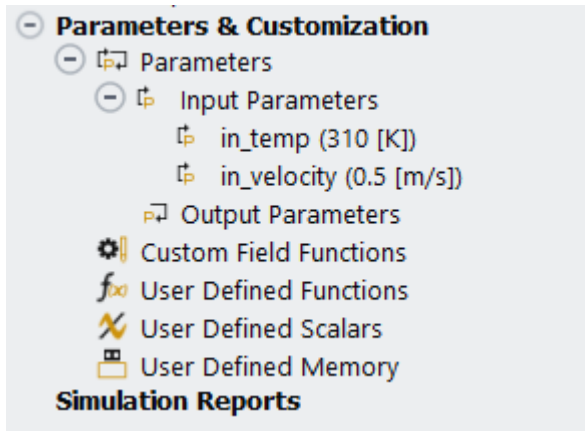 Parameters & Customization
Parameters
Input Parameters
in_temp (310 [K])
in_velocity (0.5 [m/s])
Output Parameters
Custom Field Functions
User Defined Functions
User Defined Scalars
User Defined Memory
Simulation Reports